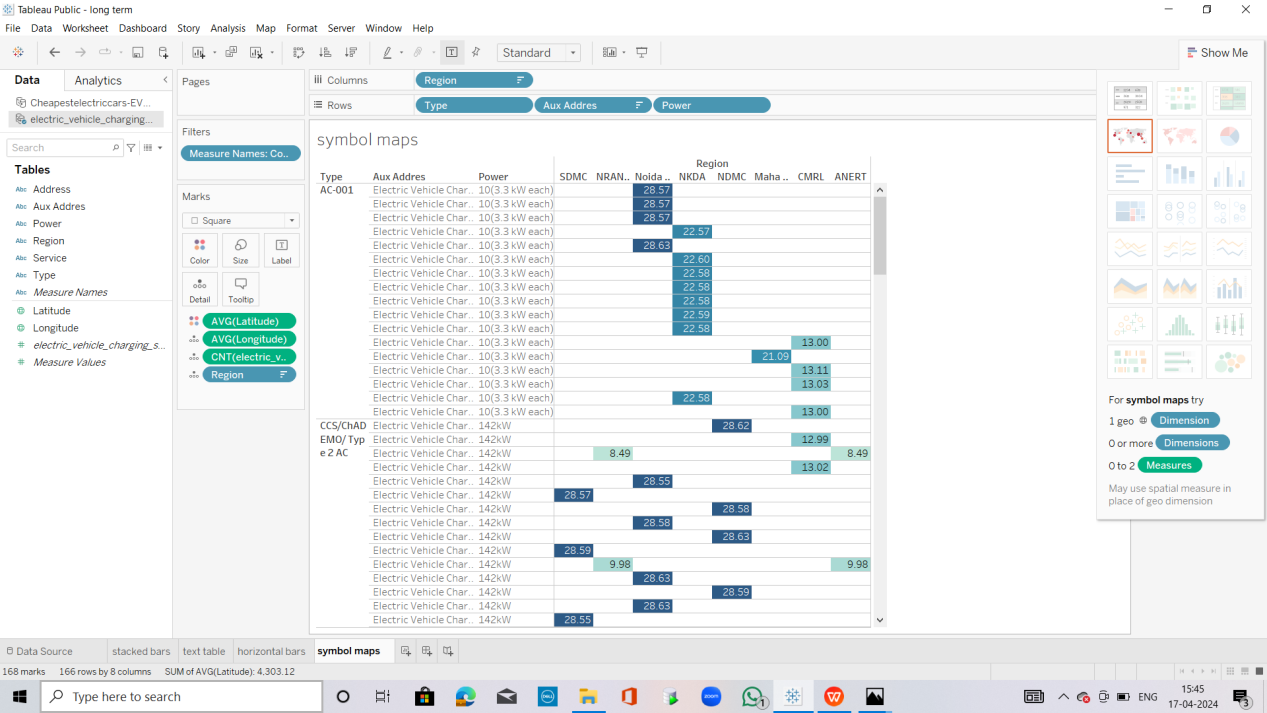 Tableau Public - long term
File Data Worksheet Dashboard Story Analysis Map Format Server Window Help
Standard
Show Me
Data Analytics
Cheapestelectriccars-EV...
electric_vehicle_charging...
Search
Tables
Abc Address
Abc Aux Addres
Abc Power
Abc Region
Abc Service
Abc Type
Abc Measure Names
Latitude
Longitude
# electric_vehicle_charging_s...
# Measure Values
Pages
Filters
Measure Names: Co..
Marks
Square
Color Size Label
Detail Tooltip
AVG(Latitude)
AVG(Longitude)
CNT(electric_v..
Region
Columns Region
Rows Type Aux Addres Power
symbol maps
Region
Type Aux Addres Power SDMC NRAN.. Noida .. NKDA NDMC Maha .. CMRL ANERT
AC-001 Electric Vehicle Char.. 10(3.3 kW each) 28.57
Electric Vehicle Char.. 10(3.3 kW each) 28.57
Electric Vehicle Char.. 10(3.3 kW each) 28.57
Electric Vehicle Char.. 10(3.3 kW each) 22.57
Electric Vehicle Char.. 10(3.3 kW each) 28.63
Electric Vehicle Char.. 10(3.3 kW each) 22.60
Electric Vehicle Char.. 10(3.3 kW each) 22.58
Electric Vehicle Char.. 10(3.3 kW each) 22.58
Electric Vehicle Char.. 10(3.3 kW each) 22.58
Electric Vehicle Char.. 10(3.3 kW each) 22.59
Electric Vehicle Char.. 10(3.3 kW each) 22.58
Electric Vehicle Char.. 10(3.3 kW each) 13.00
Electric Vehicle Char.. 10(3.3 kW each) 21.09
Electric Vehicle Char.. 10(3.3 kW each) 13.11
Electric Vehicle Char.. 10(3.3 kW each) 13.03
Electric Vehicle Char.. 10(3.3 kW each) 22.58
Electric Vehicle Char.. 10(3.3 kW each) 13.00
CCS/ChAD Electric Vehicle Char.. 142kW 28.62
EMO/ Typ Electric Vehicle Char.. 142kW 12.99
e 2 AC Electric Vehicle Char.. 142kW 8.49 8.49
Electric Vehicle Char.. 142kW 13.02
Electric Vehicle Char.. 142kW 28.55
Electric Vehicle Char.. 142kW 28.57
Electric Vehicle Char.. 142kW 28.58
Electric Vehicle Char.. 142kW 28.58
Electric Vehicle Char.. 142kW 28.63
Electric Vehicle Char.. 142kW 28.59
Electric Vehicle Char.. 142kW 9.98 9.98
Electric Vehicle Char.. 142kW 28.63
Electric Vehicle Char.. 142kW 28.59
Electric Vehicle Char.. 142kW 28.63
Electric Vehicle Char.. 142kW 28.55
For symbol maps try
1 geo Dimension
0 or more Dimensions
0 to 2 Measures
May use spatial measure in
place of geo dimension
Data Source stacked bars text table horizontal bars symbol maps
168 marks 166 rows by 8 columns SUM of AVG(Latitude): 4,303.12
Type here to search
DELL
zoom
1
ENG
15:45
17-04-2024
3